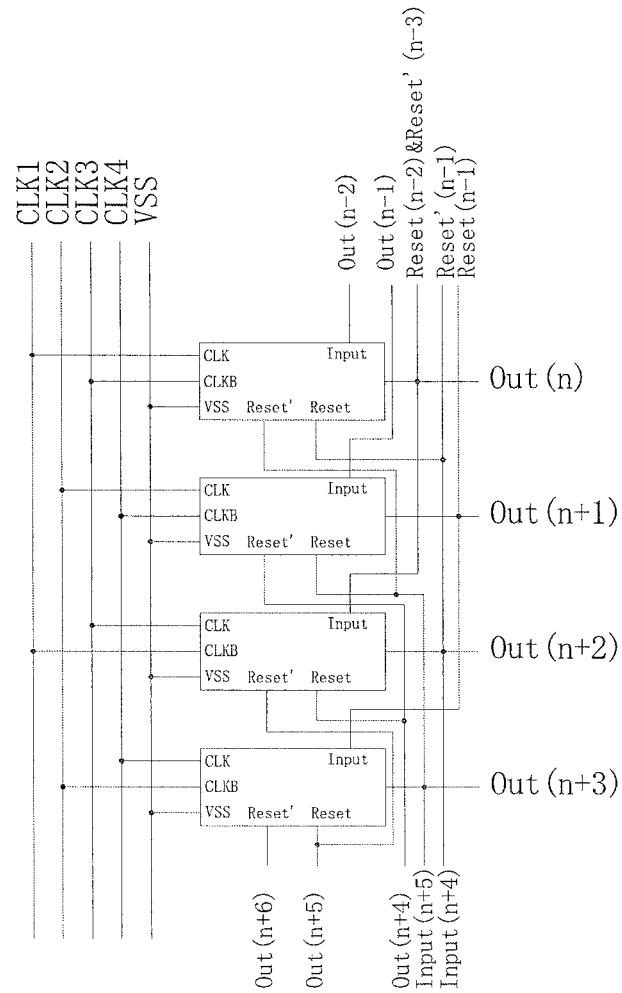 CLK1
CLK2
CLK3
CLK4
VSS
Out(n-2)
Out(n-1)
Reset(n-2)&Reset'(n-3)
Reset'(n-1)
Reset(n-1)
CLK
Input
CLKB
VSS
Reset'
Reset
Out(n)
CLK
Input
CLKB
VSS
Reset'
Reset
Out(n+1)
CLK
Input
CLKB
VSS
Reset'
Reset
Out(n+2)
CLK
Input
CLKB
VSS
Reset'
Reset
Out(n+3)
Out(n+6)
Out(n+5)
Out(n+4)
Input(n+5)
Input(n+4)